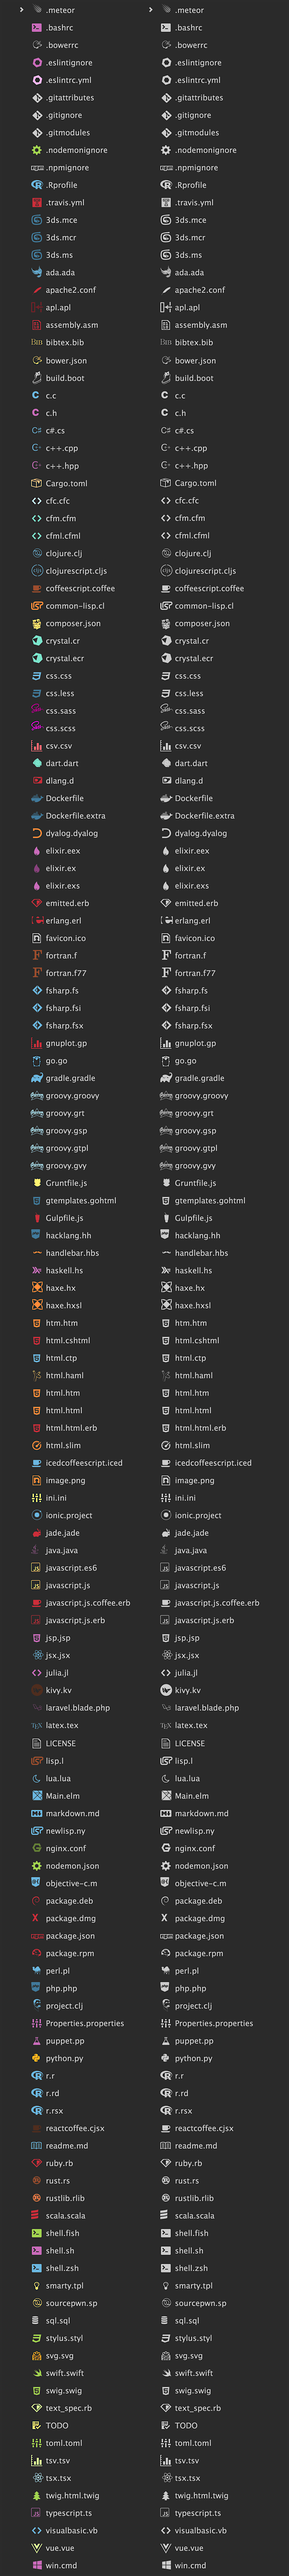 .meteor .meteor
.bashrc .bashrc
.bowerrc .bowerrc
.eslintignore .eslintignore
.eslintrc.yml .eslintrc.yml
.gitattributes .gitattributes
.gitignore .gitignore
.gitmodules .gitmodules
.nodemonignore .nodemonignore
.npmignore .npmignore
.Rprofile .Rprofile
.travis.yml .travis.yml
3ds.mce 3ds.mce
3ds.mcr 3ds.mcr
3ds.ms 3ds.ms
ada.ada ada.ada
apache2.conf apache2.conf
apl.apl apl.apl
assembly.asm assembly.asm
bibtex.bib bibtex.bib
bower.json bower.json
build.boot build.boot
c.c c.c
c.h c.h
c#.cs c#.cs
c++.cpp c++.cpp
c++.hpp c++.hpp
Cargo.toml Cargo.toml
cfc.cfc cfc.cfc
cfm.cfm cfm.cfm
cfml.cfml cfml.cfml
clojure.clj clojure.clj
clojurescript.cljs clojurescript.cljs
coffeescript.coffee coffeescript.coffee
common-lisp.cl common-lisp.cl
composer.json composer.json
crystal.cr crystal.cr
crystal.ecr crystal.ecr
css.css css.css
css.less css.less
css.sass css.sass
css.scss css.scss
csv.csv csv.csv
dart.dart dart.dart
dlang.d dlang.d
Dockerfile Dockerfile
Dockerfile.extra Dockerfile.extra
dyalog.dyalog dyalog.dyalog
elixir.eex elixir.eex
elixir.ex elixir.ex
elixir.exs elixir.exs
emitted.erb emitted.erb
erlang.erl erlang.erl
favicon.ico favicon.ico
fortran.f fortran.f
fortran.f77 fortran.f77
fsharp.fs fsharp.fs
fsharp.fsi fsharp.fsi
fsharp.fsx fsharp.fsx
gnuplot.gp gnuplot.gp
go.go go.go
gradle.gradle gradle.gradle
groovy.groovy groovy.groovy
groovy.grt groovy.grt
groovy.gsp groovy.gsp
groovy.gtpl groovy.gtpl
groovy.gvy groovy.gvy
Gruntfile.js Gruntfile.js
gtemplates.gohtml gtemplates.gohtml
Gulpfile.js Gulpfile.js
hacklang.hh hacklang.hh
handlebar.hbs handlebar.hbs
haskell.hs haskell.hs
haxe.hx haxe.hx
haxe.hxsl haxe.hxsl
htm.htm htm.htm
html.cshtml html.cshtml
html.ctp html.ctp
html.haml html.haml
html.htm html.htm
html.html html.html
html.html.erb html.html.erb
html.slim html.slim
icedcoffeescript.iced icedcoffeescript.iced
image.png image.png
ini.ini ini.ini
ionic.project ionic.project
jade.jade jade.jade
java.java java.java
javascript.es6 javascript.es6
javascript.js javascript.js
javascript.js.coffee.erb javascript.js.coffee.erb
javascript.js.erb javascript.js.erb
jsp.jsp jsp.jsp
jsx.jsx jsx.jsx
julia.jl julia.jl
kivy.kv kivy.kv
laravel.blade.php laravel.blade.php
latex.tex latex.tex
LICENSE LICENSE
lisp.l lisp.l
lua.lua lua.lua
Main.elm Main.elm
markdown.md markdown.md
newlisp.ny newlisp.ny
nginx.conf nginx.conf
nodemon.json nodemon.json
objective-c.m objective-c.m
package.deb package.deb
package.dmg package.dmg
package.json package.json
package.rpm package.rpm
perl.pl perl.pl
php.php php.php
project.clj project.clj
Properties.properties Properties.properties
puppet.pp puppet.pp
python.py python.py
r.r r.r
r.rd r.rd
r.rsx r.rsx
reactcoffee.cjsx reactcoffee.cjsx
readme.md readme.md
ruby.rb ruby.rb
rust.rs rust.rs
rustlib.rlib rustlib.rlib
scala.scala scala.scala
shell.fish shell.fish
shell.sh shell.sh
shell.zsh shell.zsh
smarty.tpl smarty.tpl
sourcepwn.sp sourcepwn.sp
sql.sql sql.sql
stylus.styl stylus.styl
svg.svg svg.svg
swift.swift swift.swift
swig.swig swig.swig
text_spec.rb text_spec.rb
TODO TODO
toml.toml toml.toml
tsv.tsv tsv.tsv
tsx.tsx tsx.tsx
twig.html.twig twig.html.twig
typescript.ts typescript.ts
visualbasic.vb visualbasic.vb
vue.vue vue.vue
win.cmd win.cmd